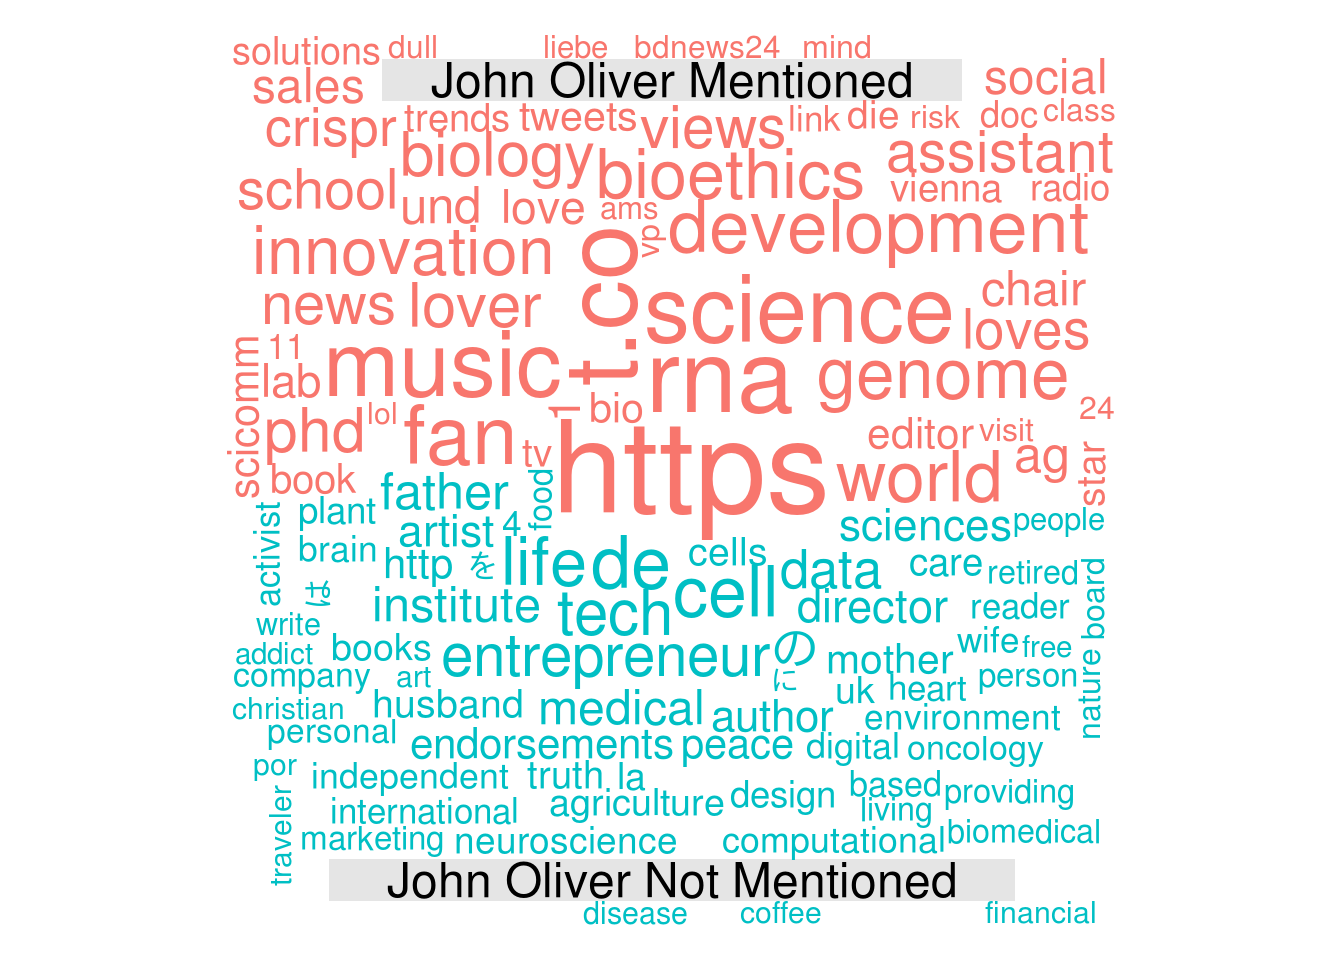 solutions dull liebe bdnews24 mind
John Oliver Mentioned
sales social
crispr trends tweets views link die risk doc class
biology bioethics assistant
school und love ams vienna radio
vp development
innovation t.co
news lover science chair
loves
scicomm 11 music rna genome
lab
phd lol fan 1 bio 24
tv https editor visit
book world ag star
father food
plant artist 4 sciences people
activist brain http を life de cells data care retired
は institute tech cell director reader nature board
write
addict books entrepreneur の mother wife free
company art に uk heart person
christian husband medical author environment
personal endorsements peace digital oncology
por independent truth la based providing
traveler international agriculture design living
marketing neuroscience computational biomedical
John Oliver Not Mentioned
disease coffee financial